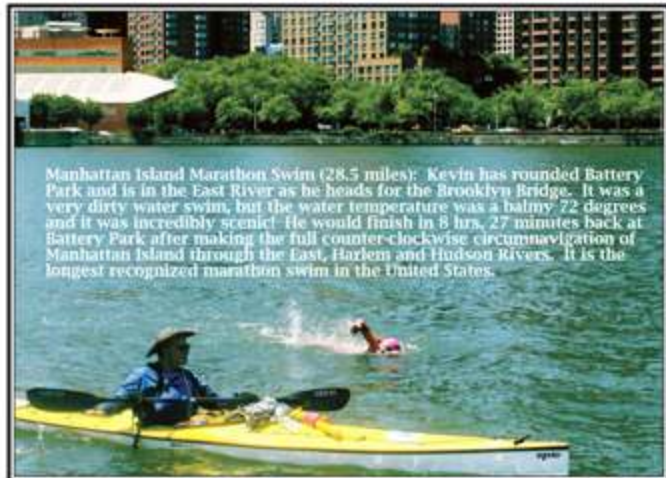 Manhattan Island Marathon Swim (28.5 miles):  Kevin has rounded Battery
Park and is in the East River as he heads for the Brooklyn Bridge.  It was a
very dirty water swim, but the water temperature was a balmy 72 degrees
and it was incredibly scenic!  He would finish in 8 hrs, 27 minutes back at
Battery Park after making the full counter-clockwise circumnavigation of
Manhattan Island through the East, Harlem and Hudson Rivers.  It is the
longest recognized marathon swim in the United States.